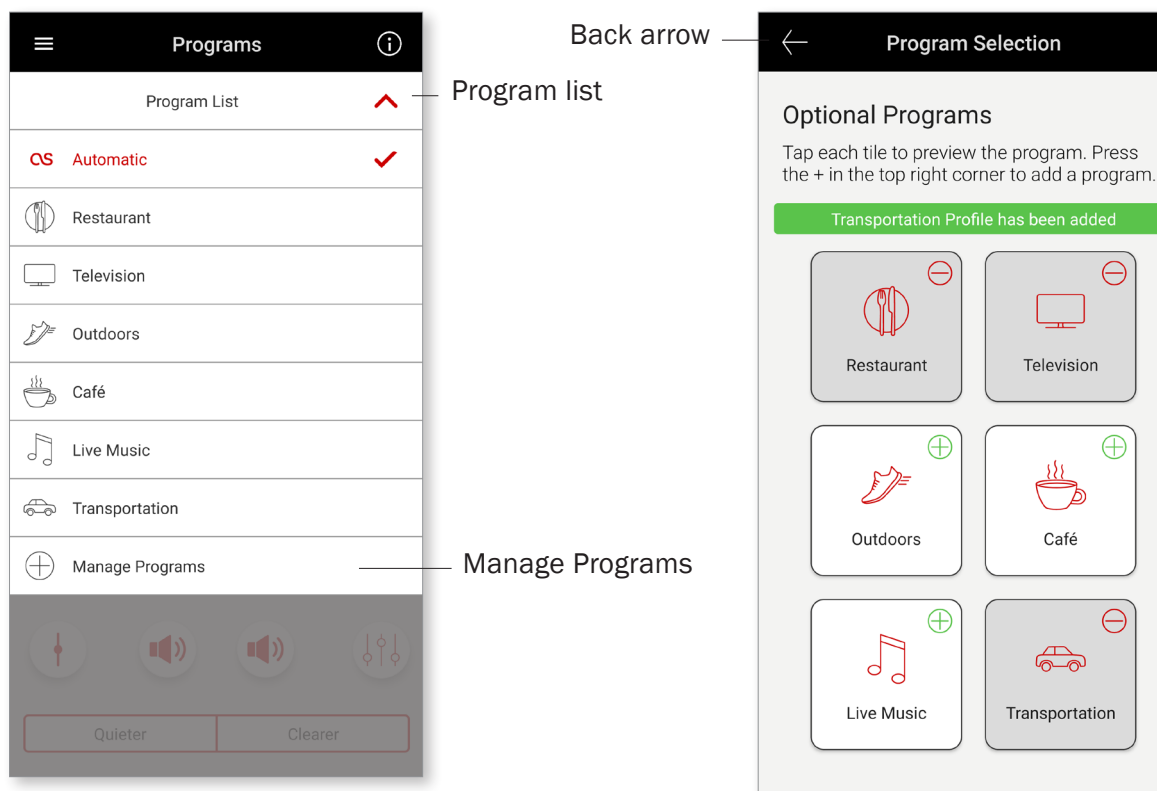 Programs
Program List
Automatic
Restaurant
Television
Outdoors
Café
Live Music
Transportation
Manage Programs
Quieter
Clearer
Program list
Manage Programs
Back arrow
Program Selection
Optional Programs
Tap each tile to preview the program. Press
the + in the top right corner to add a program.
Transportation Profile has been added
Restaurant
Television
Outdoors
Café
Live Music
Transportation